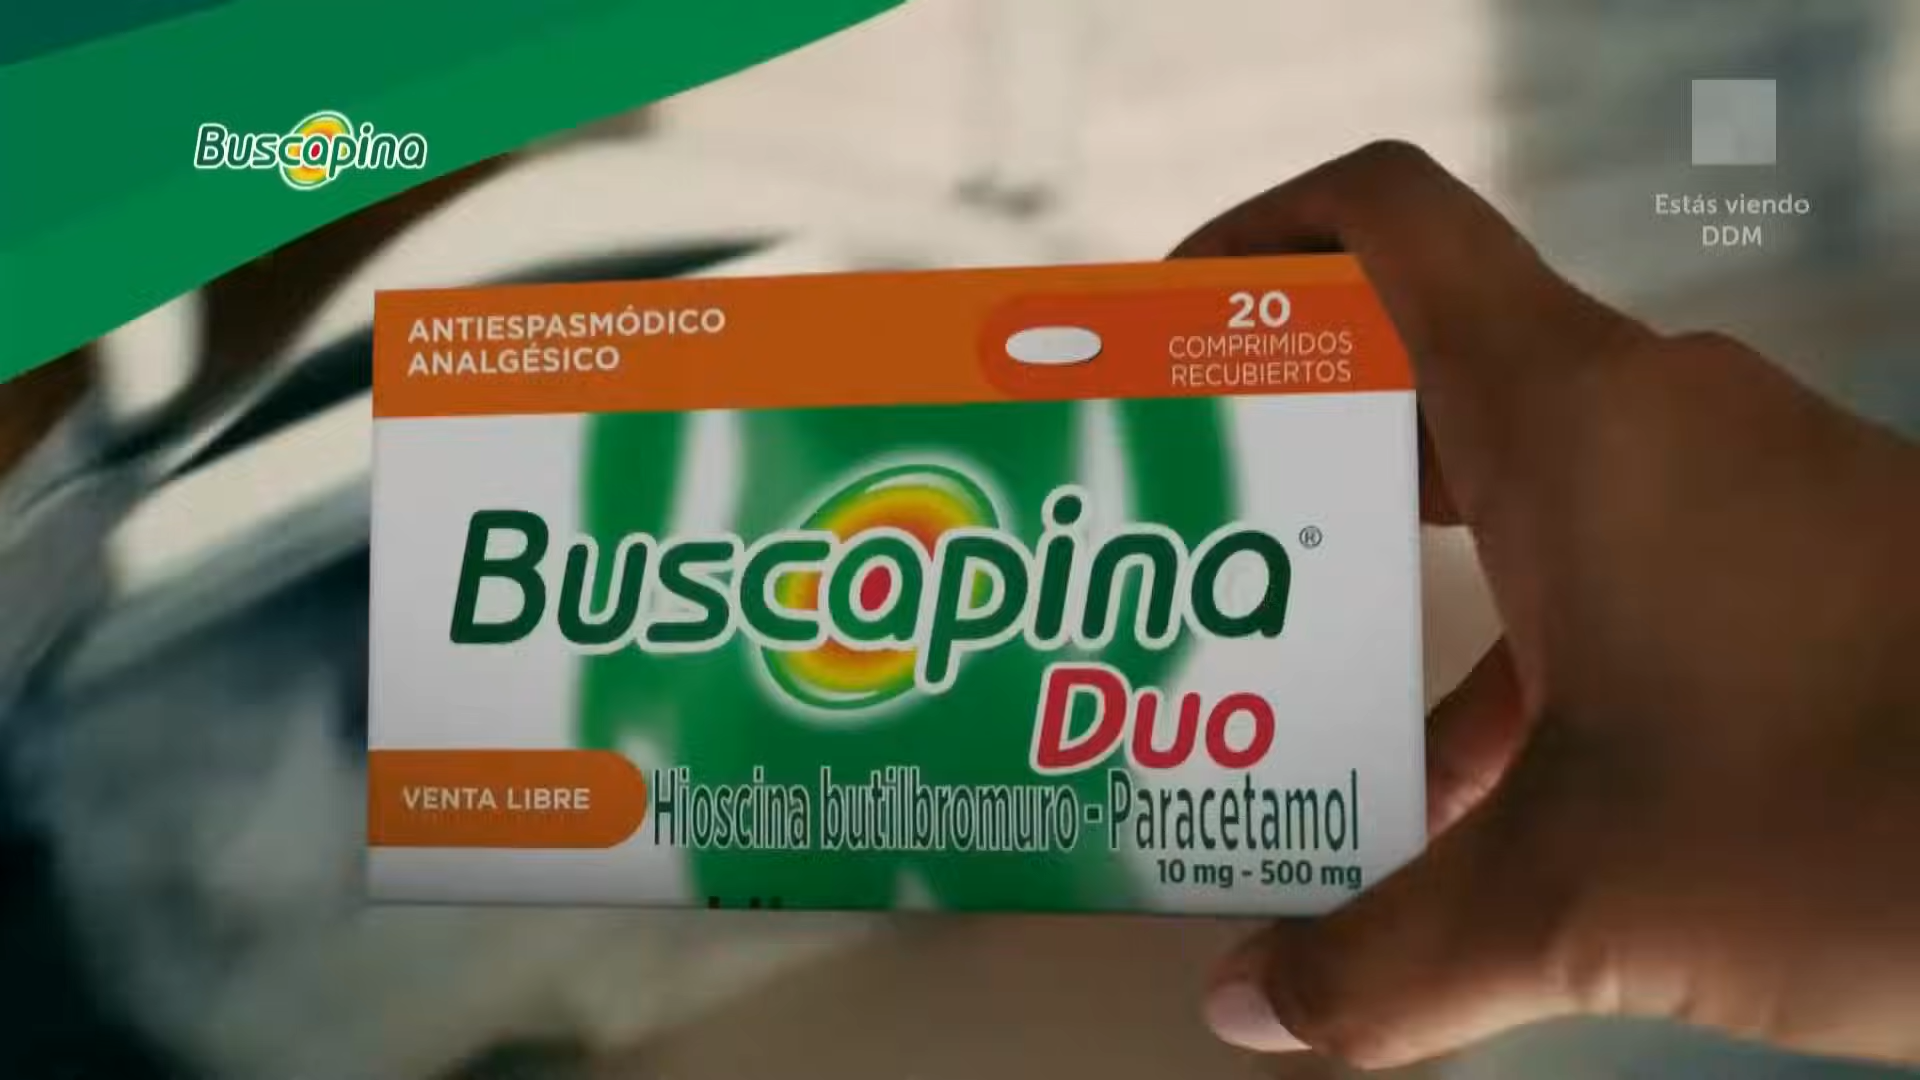 Buscapina
Estás viendo
DDM
ANTIESPASMÓDICO
ANALGÉSICO
20
COMPRIMIDOS
RECUBIERTOS
Buscapina®
Duo
VENTA LIBRE
Hioscina butilbromuro - Paracetamol
10 mg - 500 mg